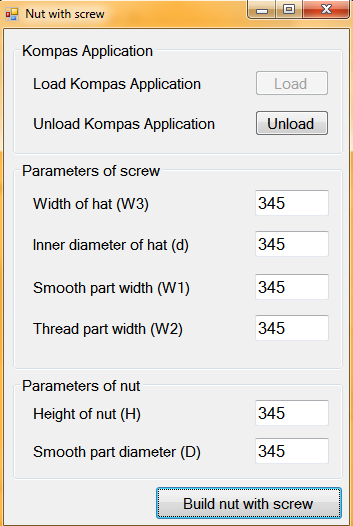 Nut with screw
Kompas Application
Load Kompas Application Load
Unload Kompas Application Unload
Parameters of screw
Width of hat (W3) 345
Inner diameter of hat (d) 345
Smooth part width (W1) 345
Thread part width (W2) 345
Parameters of nut
Height of nut (H) 345
Smooth part diameter (D) 345
Build nut with screw